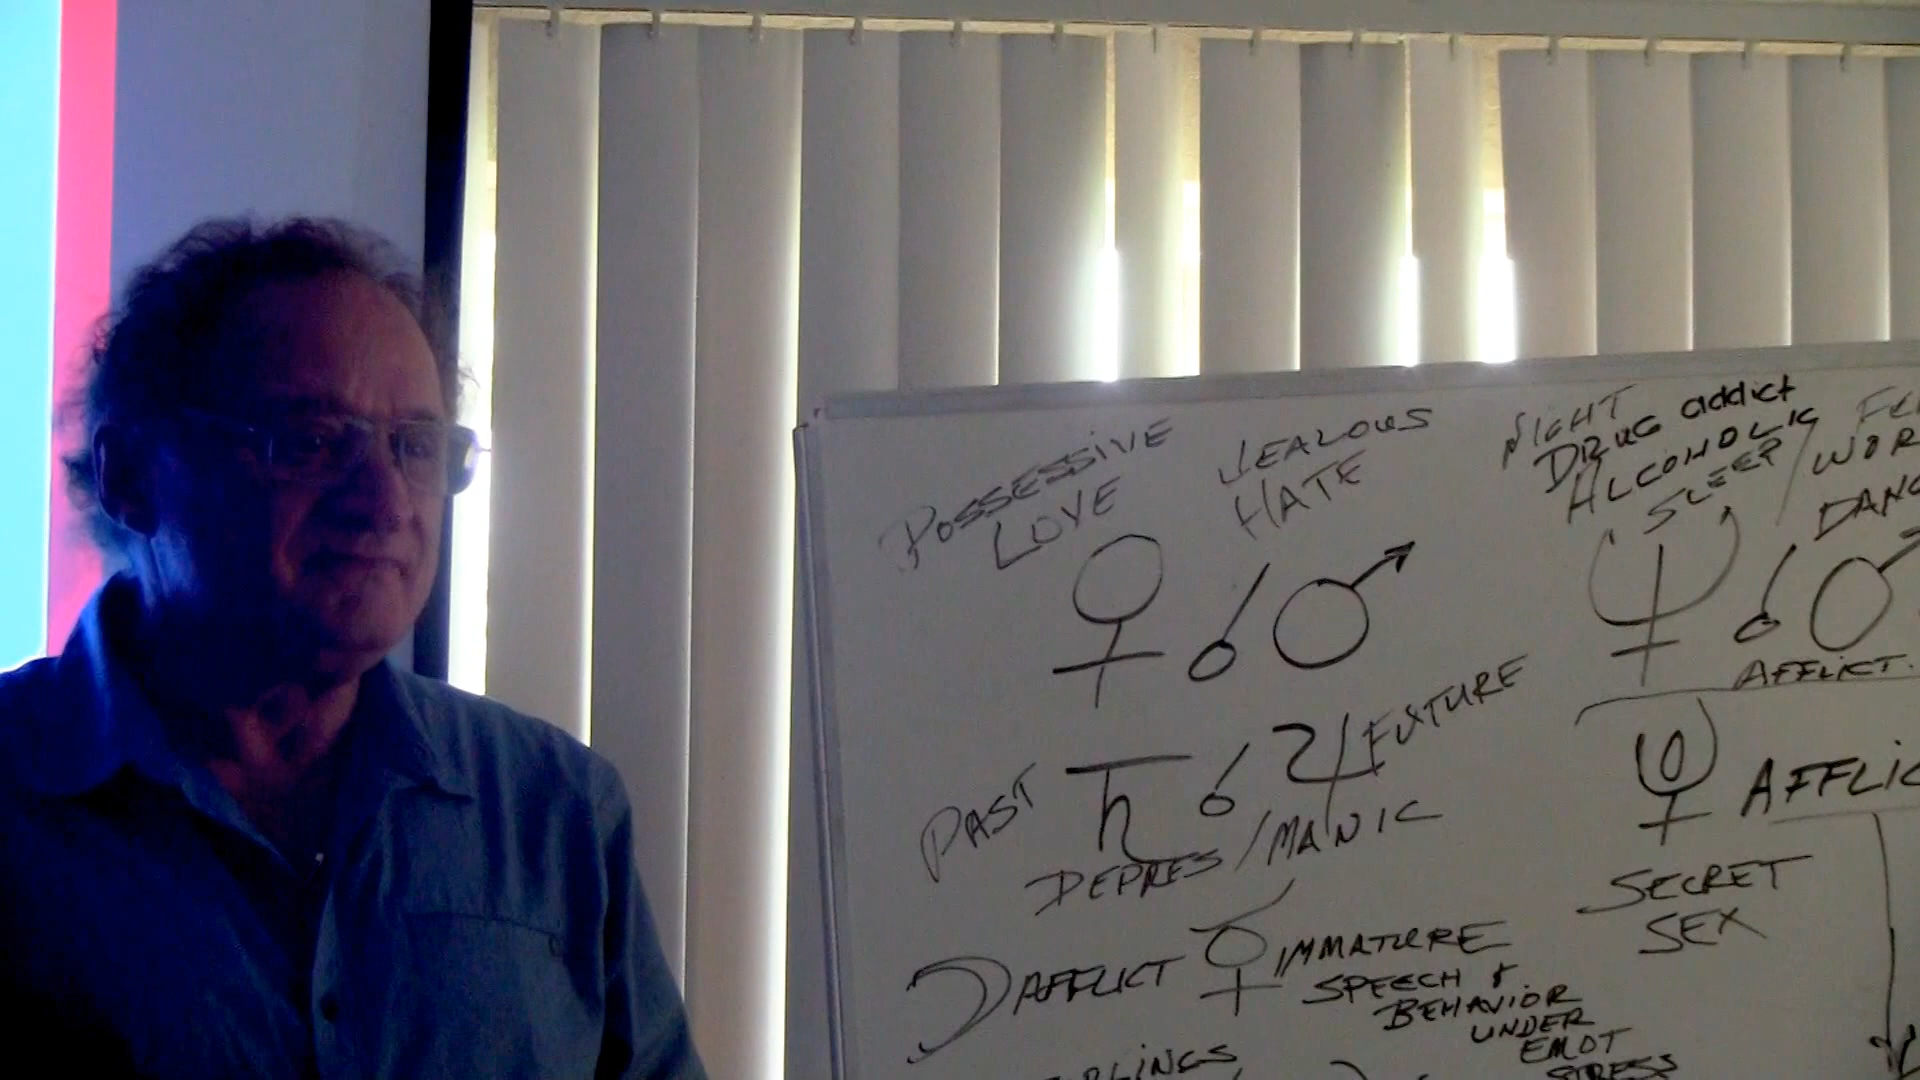 POSSESSIVE
LOVE
JEALOUS
HATE
NIGHT
DRUG addict
ALCOHOLIC
SLEEP /
♀ ☌ ♂
♆ ☌ ♂
AFFLICT.
PAST ♄ ☌ ♃ FUTURE
DEPRES/MANIC
♇
SECRET
SEX
☽ AFFLICT ☿ IMMATURE
SPEECH &
BEHAVIOR
UNDER
EMOT
STRESS